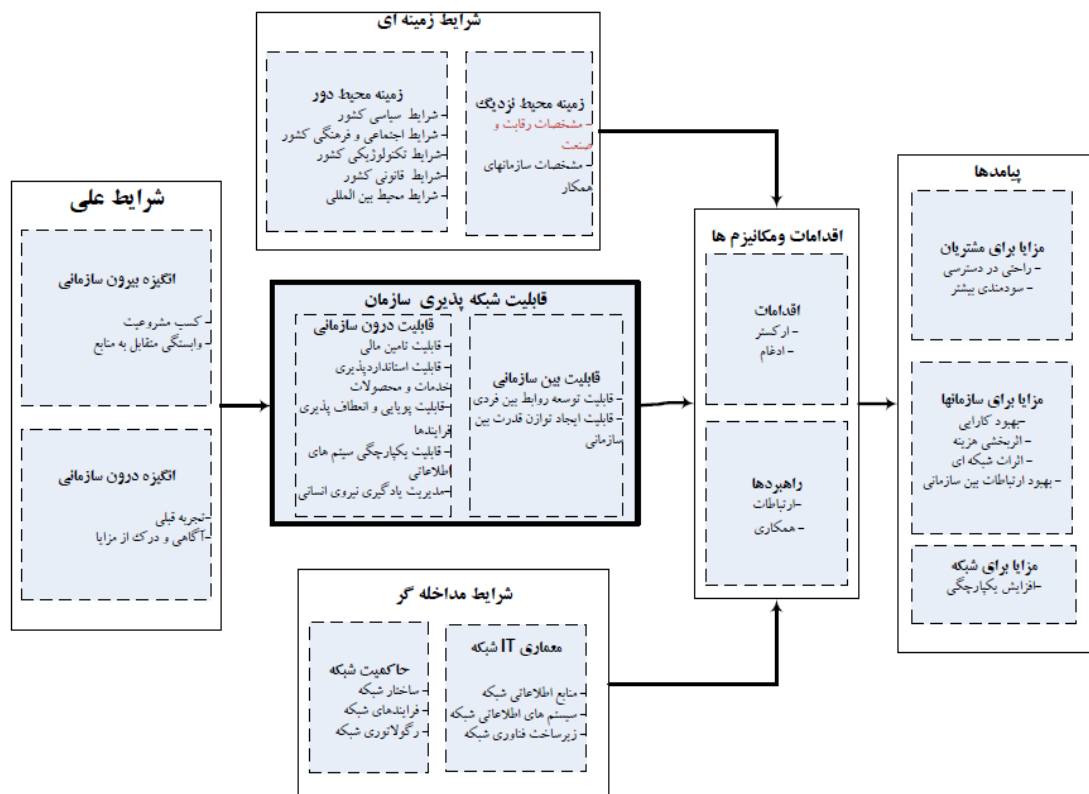 شرایط زمینه ای
زمینه محیط نزدیک
- مشخصات رقابت و
صنعت
- مشخصات سازمانهای
همکار
زمینه محیط دور
- شرایط سیاسی کشور
شرایط اجتماعی و فرهنگی کشور
شرایط تکنولوژیکی کشور
شرایط قانونی کشور
- شرایط محیط بین المللی
شرایط علی
انگیزه بیرون سازمانی
-کسب مشروعیت
وابستگی متقابل به منابع
انگیزه درون سازمانی
-تجربه قبلی
-آگاهی و درک از مزایا
قابلیت شبکه پذیری سازمان
قابلیت درون سازمانی
- قابلیت تامین مالی
- قابلیت استانداردپذیری
خدمات و محصولات
-قابلیت پویایی و انعطاف پذیری
فرایندها
-قابلیت یکپارچگی سیتم های
اطلاعاتی
-مدیریت یادگیری نیروی انسانی
قابلیت بین سازمانی
- قابلیت توسعه روابط بین فردی
- قابلیت ایجاد توازن قدرت بین
سازمانی
شرایط مداخله گر
معماری IT شبکه
- منابع اطلاعاتی شبکه
- سیستم های اطلاعاتی شبکه
- زیرساخت فناوری شبکه
حاکمیت شبکه
- ساختار شبکه
- فرایندهای شبکه
- رگولاتوری شبکه
اقدامات ومکانیزم ها
اقدامات
- ارکستر
- ادغام
راهبردها
-ارتباطات
- همکاری
پیامدها
مزایا برای مشتریان
- راحتی در دسترسی
- سودمندی بیشتر
مزایا برای سازمانها
-بهبود کارایی
- اثربخشی هزینه
- اثرات شبکه ای
- بهبود ارتباطات بین سازمانی
مزایا برای شبکه
-افزایش یکپارچگی